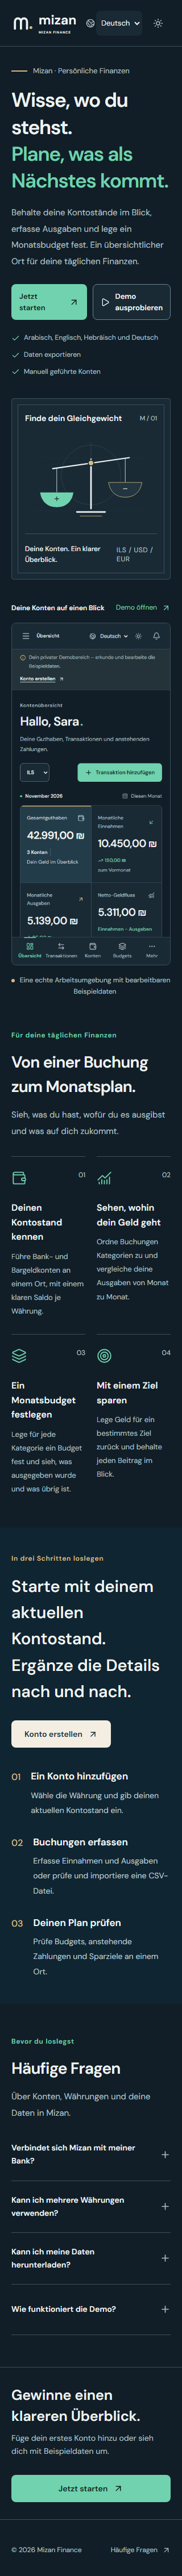 m. mizan
MIZAN FINANCE
Deutsch
Mizan · Persönliche Finanzen
Wisse, wo du
stehst.
Plane, was als
Nächstes kommt.
Behalte deine Kontostände im Blick,
erfasse Ausgaben und lege ein
Monatsbudget fest. Ein übersichtlicher
Ort für deine täglichen Finanzen.
Jetzt
starten
Demo
ausprobieren
Arabisch, Englisch, Hebräisch und Deutsch
Daten exportieren
Manuell geführte Konten
Finde dein Gleichgewicht
M / 01
Deine Konten. Ein klarer
Überblick.
ILS / USD /
EUR
Deine Konten auf einen Blick
Demo öffnen
Übersicht
Deutsch
Dein privater Demobereich – erkunde und bearbeite die
Beispieldaten.
Konto erstellen
Kontenübersicht
Hallo, Sara.
Deine Guthaben, Transaktionen und anstehenden
Zahlungen.
ILS
Transaktion hinzufügen
November 2026
Diesen Monat
Gesamtguthaben
42.991,00 ₪
3 Konten
Dein Geld im Überblick
Monatliche
Einnahmen
10.450,00 ₪
150,00 ₪
zum Vormonat
Monatliche
Ausgaben
5.139,00 ₪
Netto-Geldfluss
5.311,00 ₪
Einnahmen - Ausgaben
Übersicht
Transaktionen
Konten
Budgets
Mehr
Eine echte Arbeitsumgebung mit bearbeitbaren
Beispieldaten
Für deine täglichen Finanzen
Von einer Buchung
zum Monatsplan.
Sieh, was du hast, wofür du es ausgibst
und was auf dich zukommt.
01
Deinen
Kontostand
kennen
Führe Bank- und
Bargeldkonten an
einem Ort, mit einem
klaren Saldo je
Währung.
02
Sehen, wohin
dein Geld geht
Ordne Buchungen
Kategorien zu und
vergleiche deine
Ausgaben von Monat
zu Monat.
03
Ein
Monatsbudget
festlegen
Lege für jede
Kategorie ein Budget
fest und sieh, was
ausgegeben wurde
und was übrig ist.
04
Mit einem Ziel
sparen
Lege Geld für ein
bestimmtes Ziel
zurück und behalte
jeden Beitrag im
Blick.
In drei Schritten loslegen
Starte mit deinem
aktuellen
Kontostand.
Ergänze die Details
nach und nach.
Konto erstellen
01
Ein Konto hinzufügen
Wähle die Währung und gib deinen
aktuellen Kontostand ein.
02
Buchungen erfassen
Erfasse Einnahmen und Ausgaben
oder prüfe und importiere eine CSV-
Datei.
03
Deinen Plan prüfen
Prüfe Budgets, anstehende
Zahlungen und Sparziele an einem
Ort.
Bevor du loslegst
Häufige Fragen
Über Konten, Währungen und deine
Daten in Mizan.
Verbindet sich Mizan mit meiner
Bank?
Kann ich mehrere Währungen
verwenden?
Kann ich meine Daten
herunterladen?
Wie funktioniert die Demo?
Gewinne einen
klareren Überblick.
Füge dein erstes Konto hinzu oder sieh
dich mit Beispieldaten um.
Jetzt starten
© 2026 Mizan Finance
Häufige Fragen